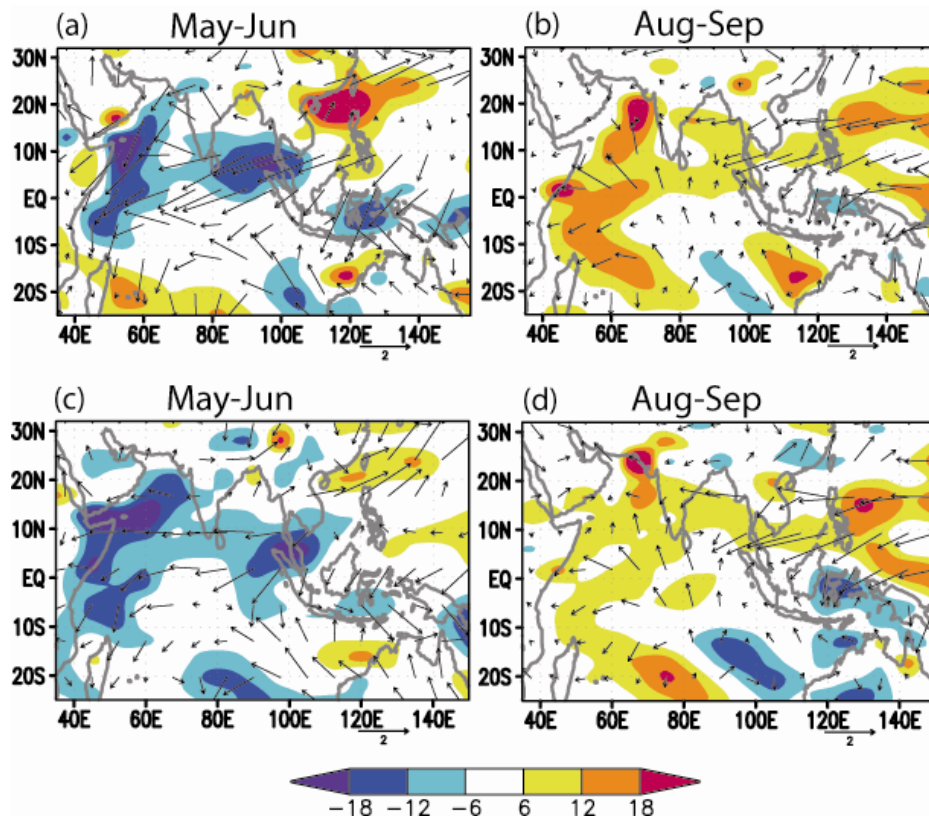 (a) May-Jun (b) Aug-Sep
30N 30N
20N 20N
10N 10N
EQ EQ
10S 10S
20S 20S
40E 60E 80E 100E 120E 140E 40E 60E 80E 100E 120E 140E
2 2
(c) May-Jun (d) Aug-Sep
30N 30N
20N 20N
10N 10N
EQ EQ
10S 10S
20S 20S
40E 60E 80E 100E 120E 140E 40E 60E 80E 100E 120E 140E
2 2
-18 -12 -6 6 12 18